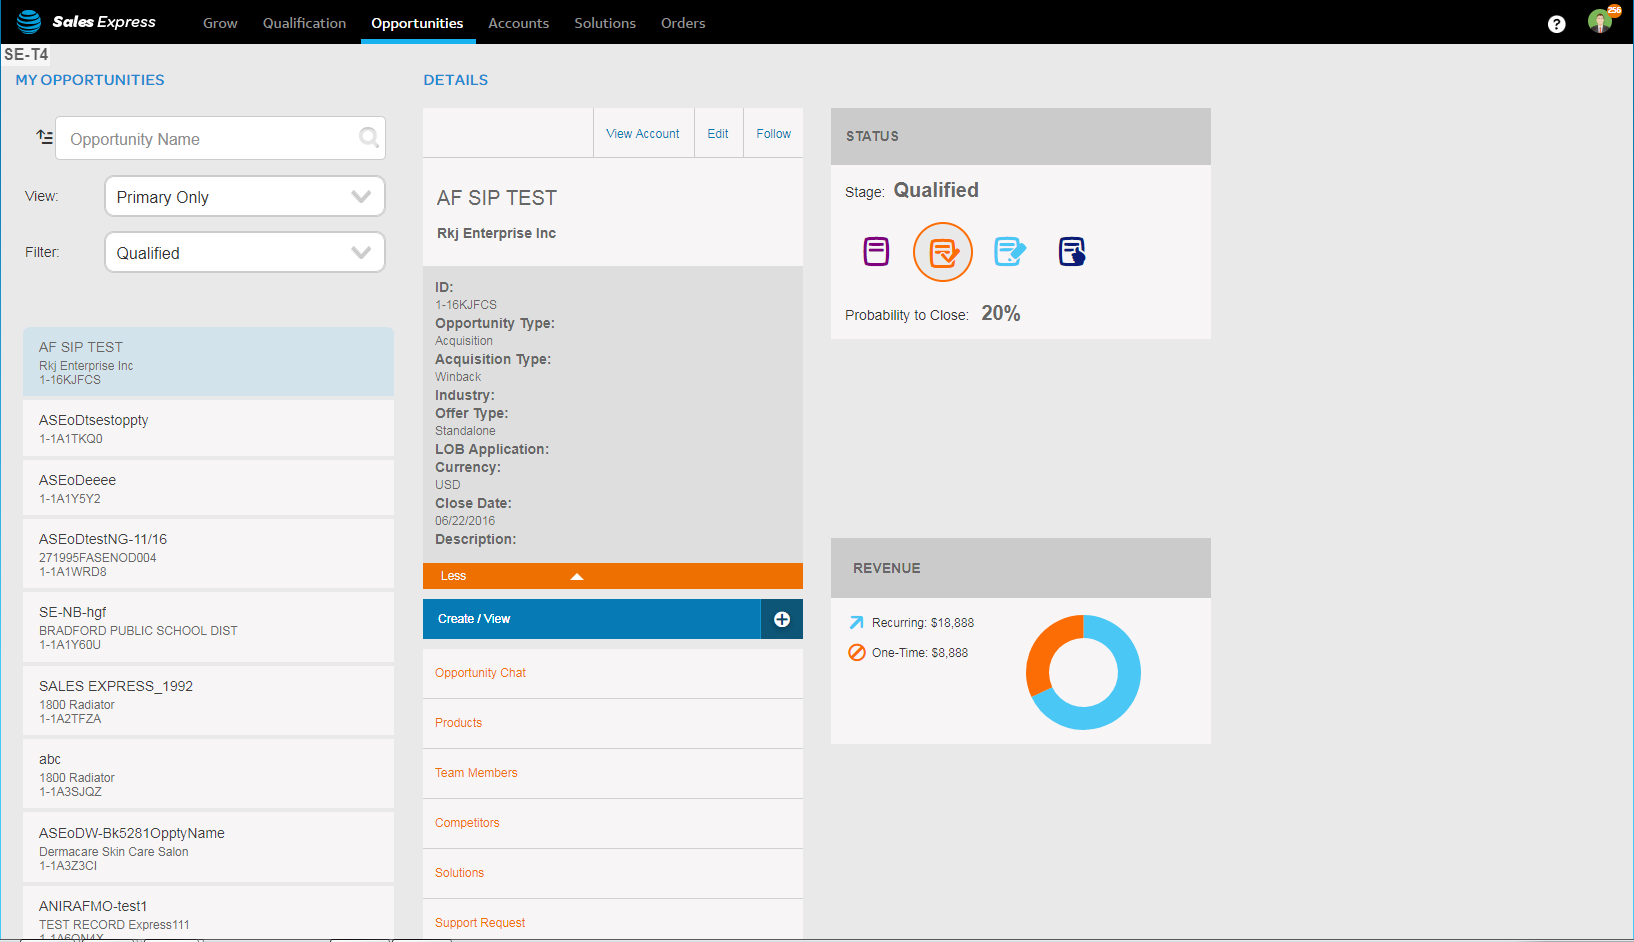 Sales Express
Grow
Qualification
Opportunities
Accounts
Solutions
Orders
?
256
SE-T4
MY OPPORTUNITIES
Opportunity Name
View:
Primary Only
Filter:
Qualified
AF SIP TEST
Rkj Enterprise Inc
1-16KJFCS
ASEoDtsestoppty
1-1A1TKQ0
ASEoDeeee
1-1A1Y5Y2
ASEoDtestNG-11/16
271995FASENOD004
1-1A1WRD8
SE-NB-hgf
BRADFORD PUBLIC SCHOOL DIST
1-1A1Y60U
SALES EXPRESS_1992
1800 Radiator
1-1A2TFZA
abc
1800 Radiator
1-1A3SJQZ
ASEoDW-Bk5281OpptyName
Dermacare Skin Care Salon
1-1A3Z3CI
ANIRAFMO-test1
TEST RECORD Express111
DETAILS
View Account
Edit
Follow
AF SIP TEST
Rkj Enterprise Inc
ID:
1-16KJFCS
Opportunity Type:
Acquisition
Acquisition Type:
Winback
Industry:
Offer Type:
Standalone
LOB Application:
Currency:
USD
Close Date:
06/22/2016
Description:
Less
Create / View
Opportunity Chat
Products
Team Members
Competitors
Solutions
Support Request
STATUS
Stage: Qualified
Probability to Close: 20%
REVENUE
Recurring: $18,888
One-Time: $8,888